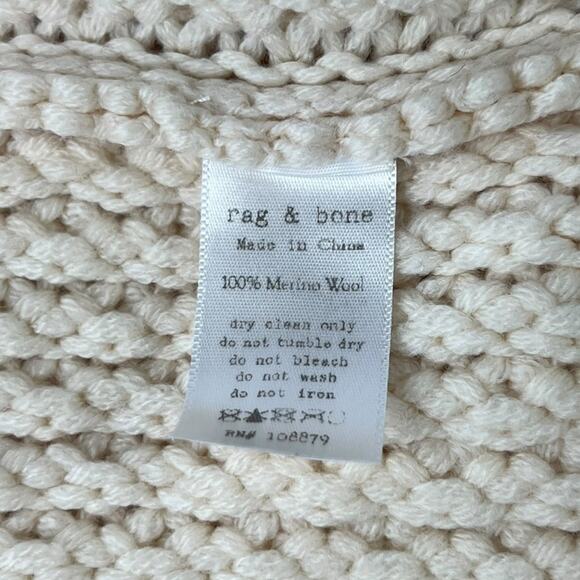 rag & bone
Made in China
100% Merino Wool
dry clean only
do not tumble dry
do not bleach
do not wash
do not iron
RN# 108879